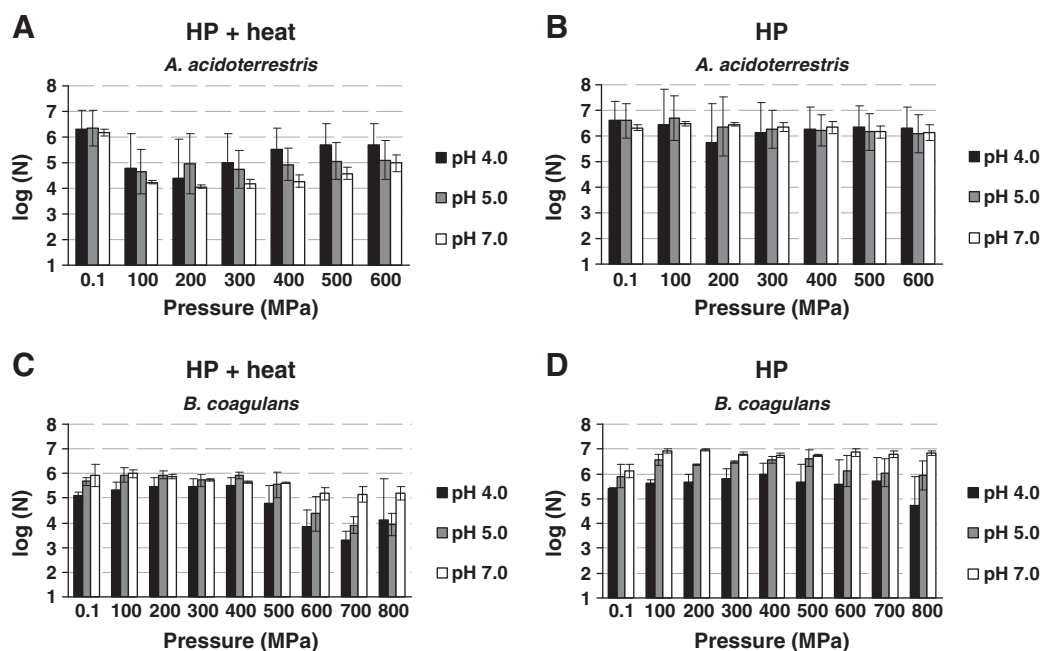 A
HP + heat
A. acidoterrestris
log (N)
8
7
6
5
4
3
2
1
0.1 100 200 300 400 500 600
Pressure (MPa)
pH 4.0
pH 5.0
pH 7.0
B
HP
A. acidoterrestris
log (N)
8
7
6
5
4
3
2
1
0.1 100 200 300 400 500 600
Pressure (MPa)
pH 4.0
pH 5.0
pH 7.0
C
HP + heat
B. coagulans
log (N)
8
7
6
5
4
3
2
1
0.1 100 200 300 400 500 600 700 800
Pressure (MPa)
pH 4.0
pH 5.0
pH 7.0
D
HP
B. coagulans
log (N)
8
7
6
5
4
3
2
1
0.1 100 200 300 400 500 600 700 800
Pressure (MPa)
pH 4.0
pH 5.0
pH 7.0